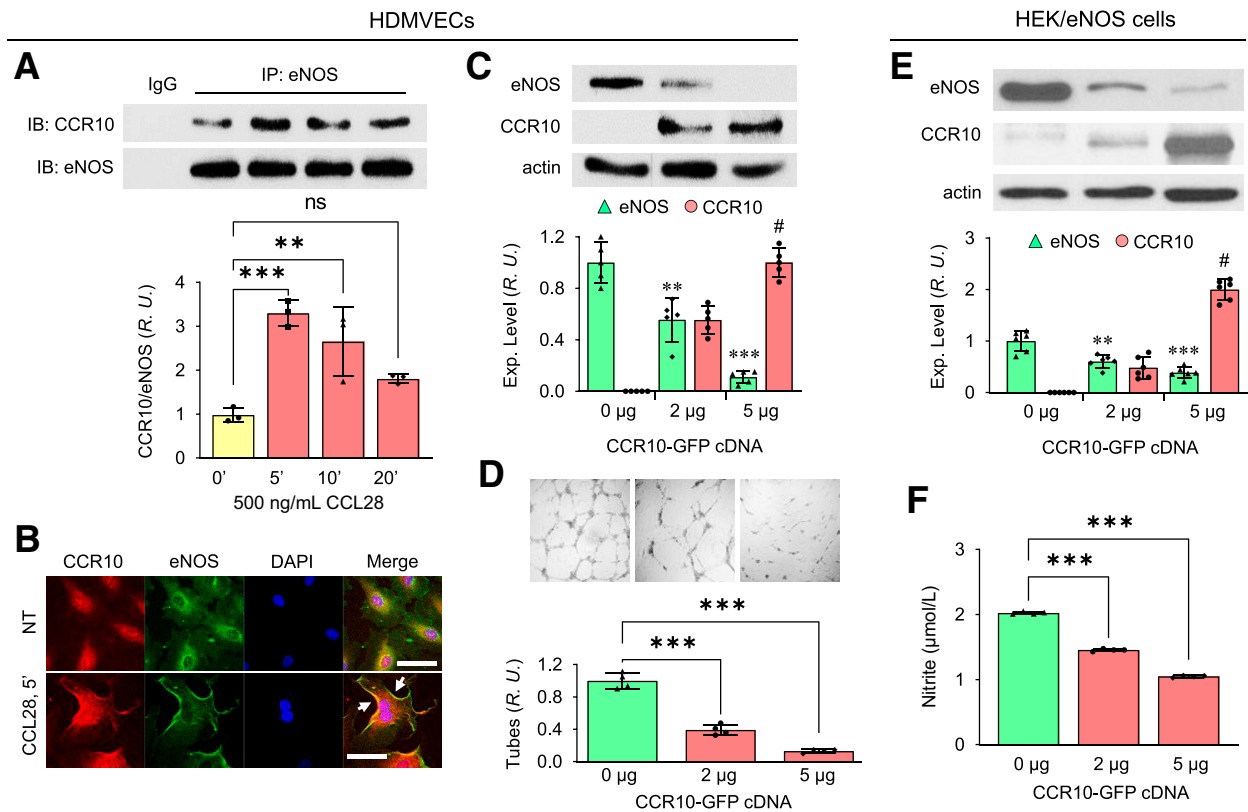 HDMVECs
HEK/eNOS cells
A
IgG
IP: eNOS
IB: CCR10
IB: eNOS
ns
**
***
4
3
2
1
0
CCR10/eNOS (R. U.)
0’ 5’ 10’ 20’
500 ng/mL CCL28
B
CCR10 eNOS DAPI Merge
NT
CCL28, 5’
C
eNOS
CCR10
actin
eNOS CCR10
1.2
0.8
0.4
0.0
Exp. Level (R. U.)
**
***
#
0 µg 2 µg 5 µg
CCR10-GFP cDNA
D
***
***
1.2
0.8
0.4
0.0
Tubes (R. U.)
0 µg 2 µg 5 µg
CCR10-GFP cDNA
E
eNOS
CCR10
actin
eNOS CCR10
3
2
1
0
Exp. Level (R. U.)
**
***
#
0 µg 2 µg 5 µg
CCR10-GFP cDNA
F
***
***
3
2
1
0
Nitrite (µmol/L)
0 µg 2 µg 5 µg
CCR10-GFP cDNA